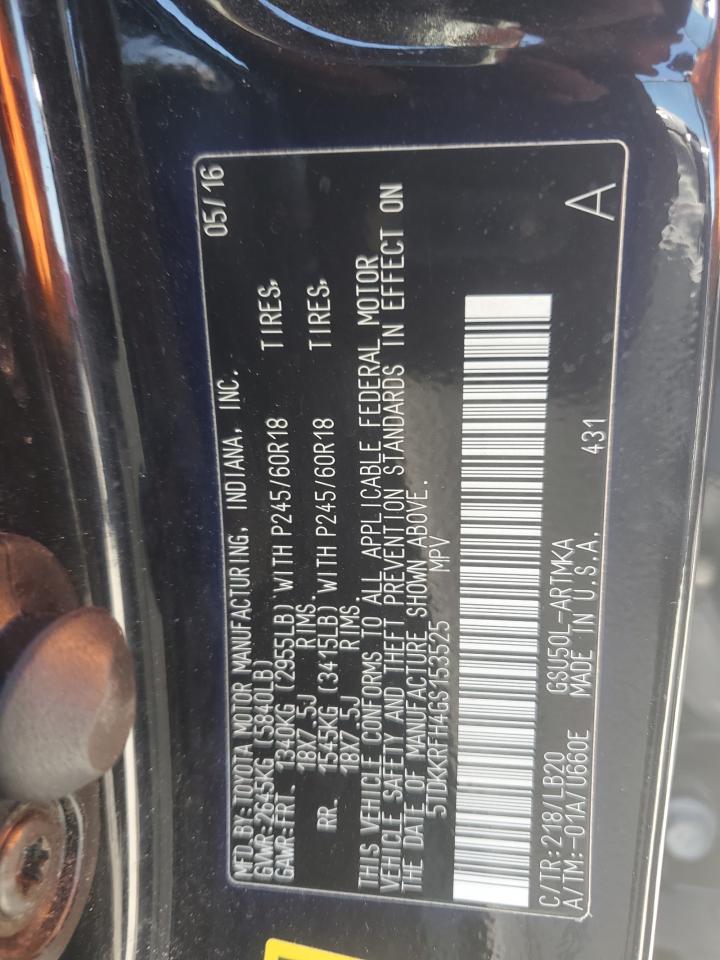 MFD. BY: TOYOTA MOTOR MANUFACTURING, INDIANA, INC. 05/16
GVWR: 2645KG (5840LB)
GAWR: FRT. 1340KG (2955LB) WITH P245/60R18 TIRES,
18X7.5J RIMS
RR. 1545KG (3415LB) WITH P245/60R18 TIRES,
18X7.5J RIMS
THIS VEHICLE CONFORMS TO ALL APPLICABLE FEDERAL MOTOR
VEHICLE SAFETY AND THEFT PREVENTION STANDARDS IN EFFECT ON
THE DATE OF MANUFACTURE SHOWN ABOVE.
5TDKKRFH4GS153525 MPV
C/TR: 218/LB20 GSU50L-ARTMKA 431 A
A/TM: -01A/U660E MADE IN U.S.A.